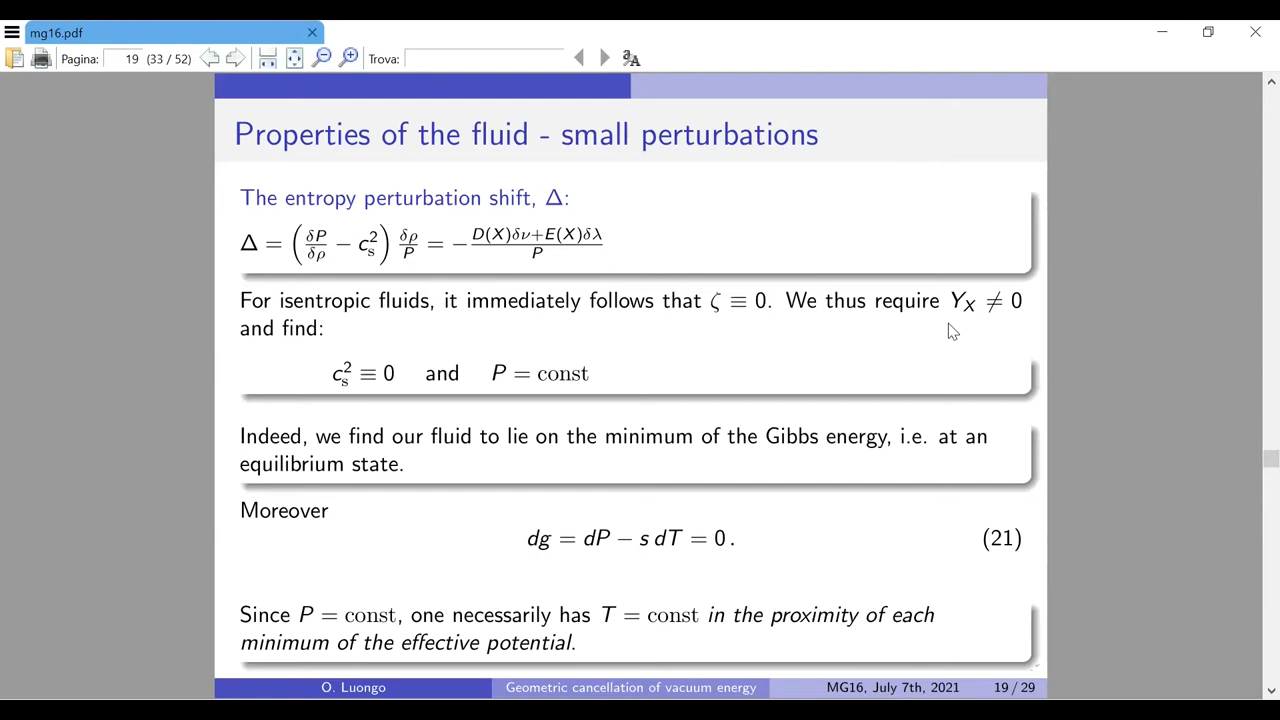 mg16.pdf
Pagina: 19 (33 / 52) Trova:
Properties of the fluid - small perturbations
The entropy perturbation shift, Δ:
Δ = (δP/δρ − c_s^2) δρ/P = − (D(X)δν+E(X)δλ)/P
For isentropic fluids, it immediately follows that ζ ≡ 0. We thus require Y_X ≠ 0
and find:
c_s^2 ≡ 0 and P = const
Indeed, we find our fluid to lie on the minimum of the Gibbs energy, i.e. at an
equilibrium state.
Moreover
dg = dP − s dT = 0 . (21)
Since P = const, one necessarily has T = const in the proximity of each
minimum of the effective potential.
O. Luongo Geometric cancellation of vacuum energy MG16, July 7th, 2021 19 / 29